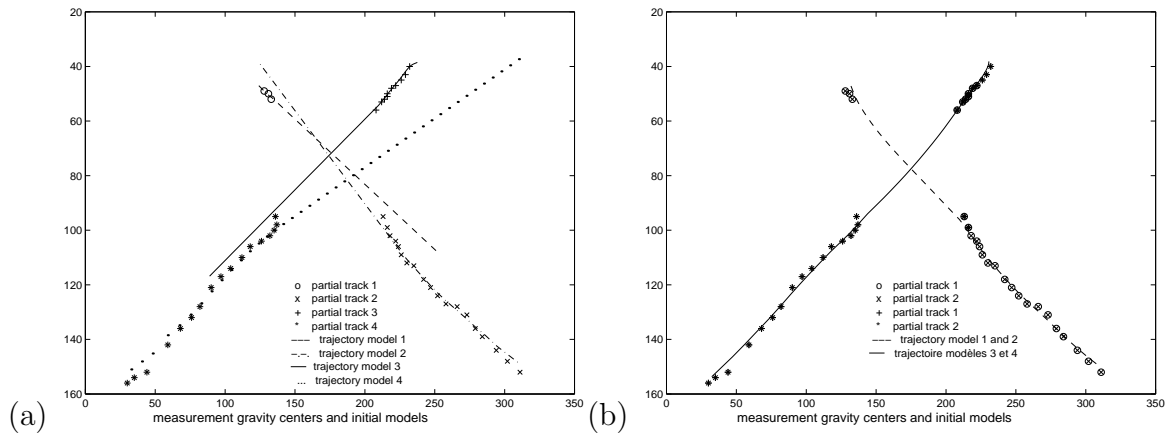 20
40
60
80
100
120
140
160
0
50
100
150
200
250
300
350
partial track 1
partial track 2
partial track 3
partial track 4
trajectory model 1
trajectory model 2
trajectory model 3
trajectory model 4
measurement gravity centers and initial models
(a)
20
40
60
80
100
120
140
160
0
50
100
150
200
250
300
350
partial track 1
partial track 2
partial track 1
partial track 2
trajectory model 1 and 2
trajectoire modèles 3 et 4
measurement gravity centers and initial models
(b)